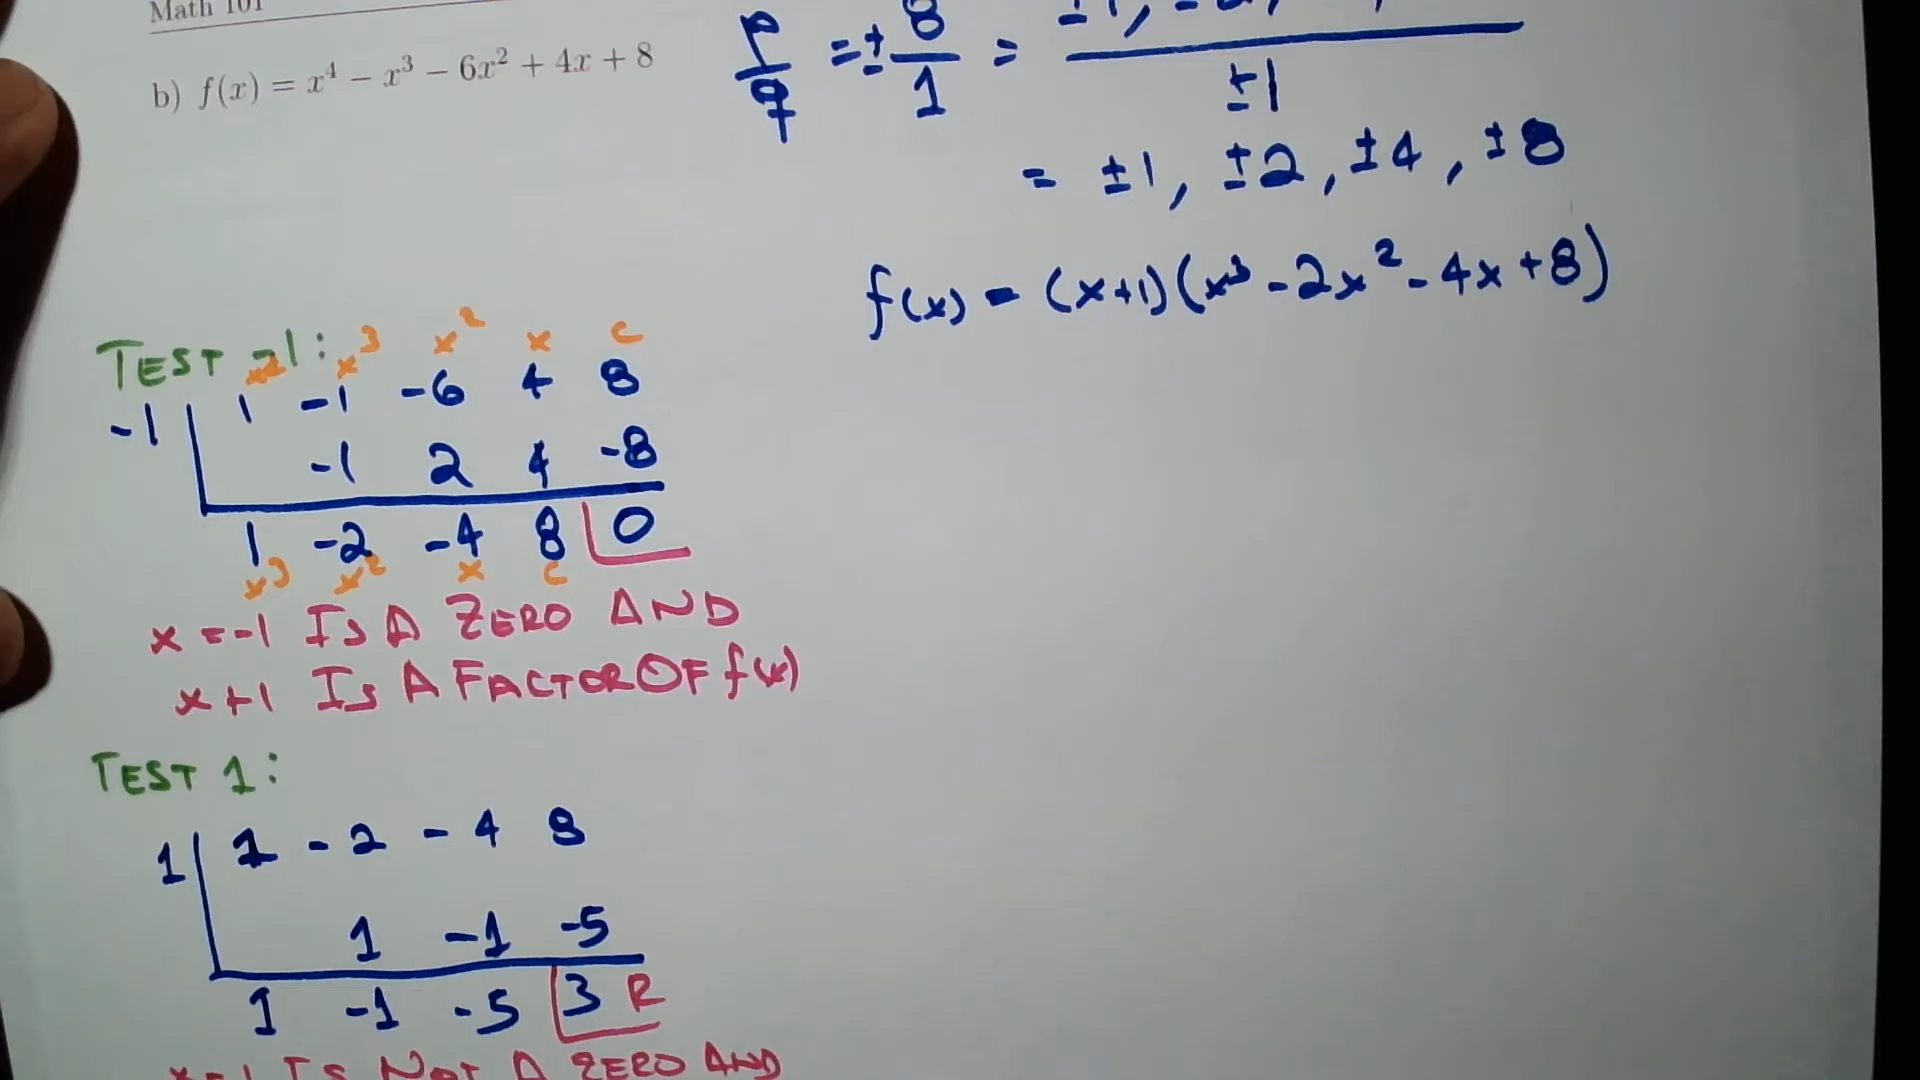 Math 101
b) f(x) = x⁴ − x³ − 6x² + 4x + 8
p/q = ± 8/1 = / ±1
= ±1, ±2, ±4, ±8
f(x) = (x+1)(x³ -2x² - 4x +8)
TEST -1:
x³ x² x c
-1 | 1 -1 -6 4 8
-1 2 4 -8
1 -2 -4 8 0
x³ x² x c
x = -1 IS A ZERO AND
x+1 IS A FACTOR OF f(x)
TEST 1:
1 | 1 -2 -4 8
1 -1 -5
1 -1 -5 3 R
x=1 IS NOT A ZERO AND